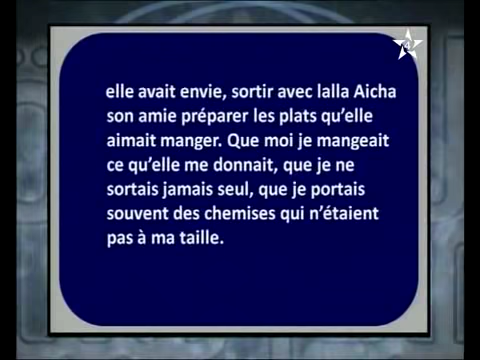 elle avait envie, sortir avec lalla Aicha
son amie préparer les plats qu'elle
aimait manger. Que moi je mangeait
ce qu'elle me donnait, que je ne
sortais jamais seul, que je portais
souvent des chemises qui n'étaient
pas à ma taille.
4